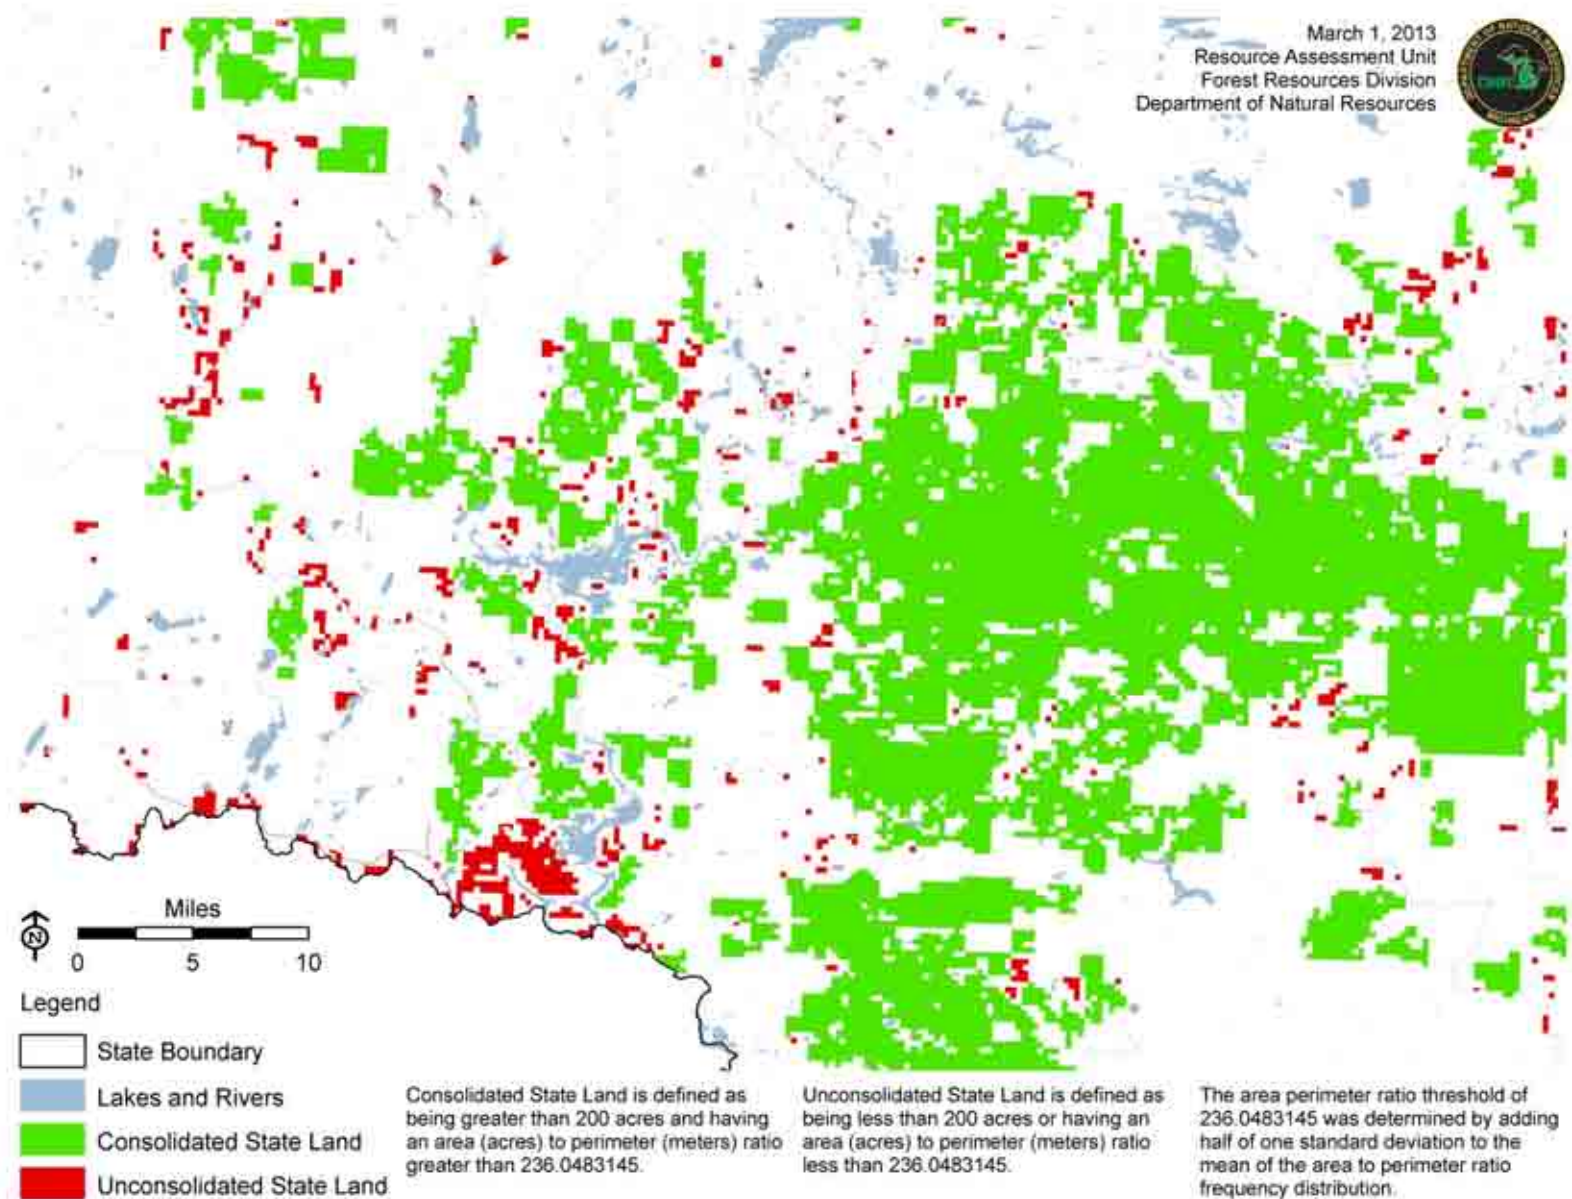 March 1, 2013
Resource Assessment Unit
Forest Resources Division
Department of Natural Resources
Miles
0 5 10
N
Legend
State Boundary
Lakes and Rivers
Consolidated State Land
Unconsolidated State Land
Consolidated State Land is defined as
being greater than 200 acres and having
an area (acres) to perimeter (meters) ratio
greater than 236.0483145.
Unconsolidated State Land is defined as
being less than 200 acres or having an
area (acres) to perimeter (meters) ratio
less than 236.0483145.
The area perimeter ratio threshold of
236.0483145 was determined by adding
half of one standard deviation to the
mean of the area to perimeter ratio
frequency distribution.